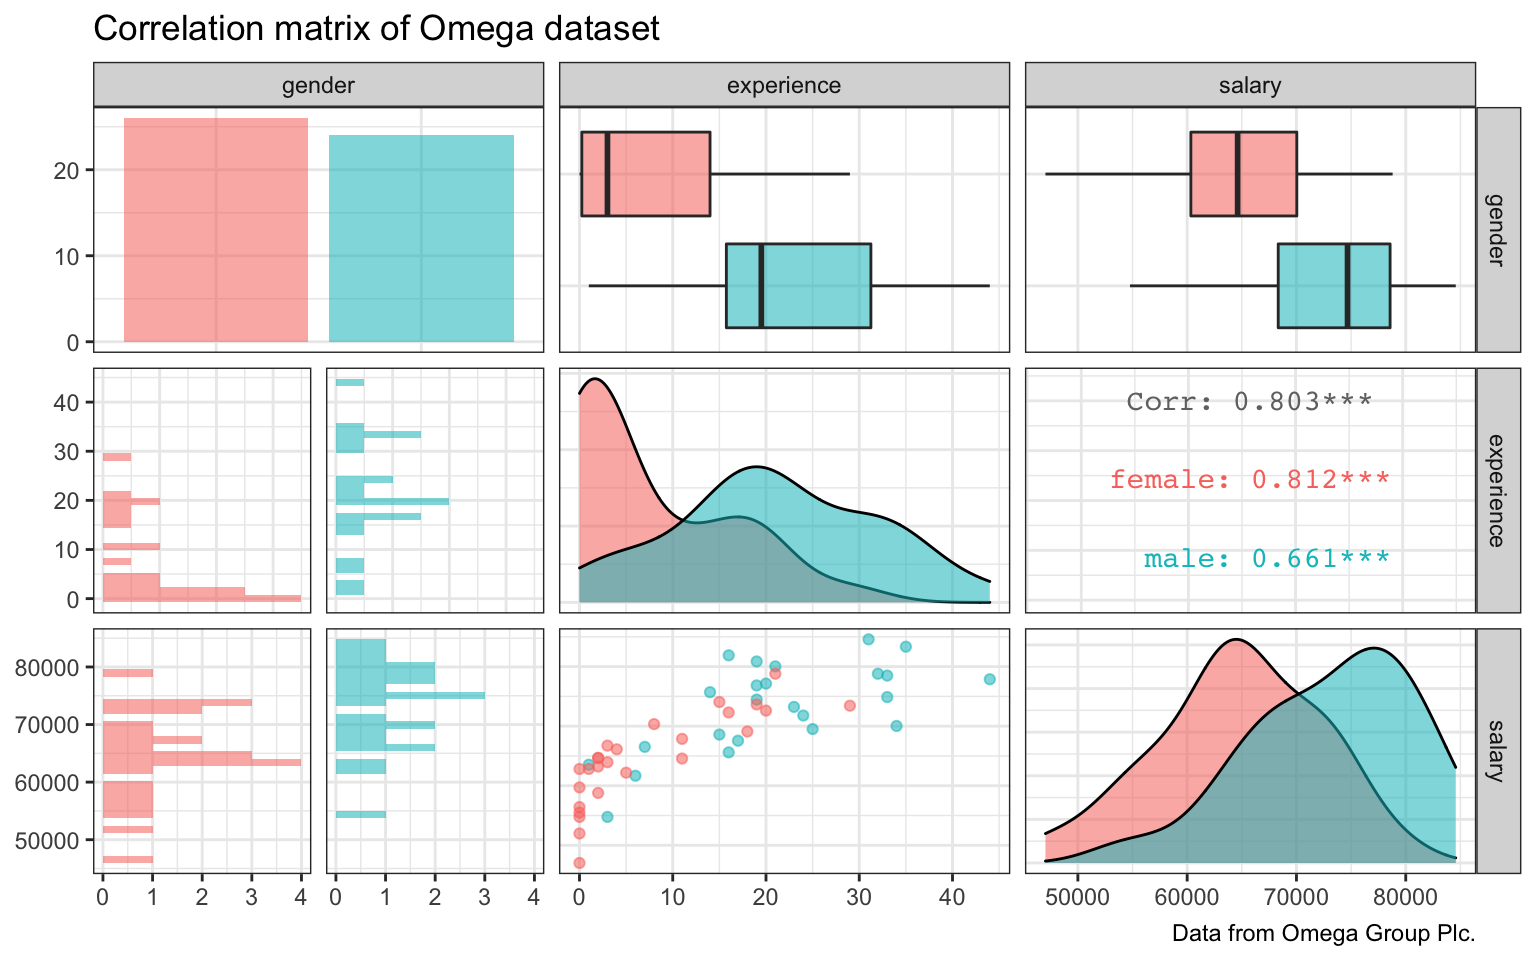 Correlation matrix of Omega dataset
gender
experience
salary
20
10
0
gender
40
30
20
10
0
Corr: 0.803***
female: 0.812***
male: 0.661***
experience
80000
70000
60000
50000
salary
0 1 2 3 4
0 1 2 3 4
0 10 20 30 40
50000 60000 70000 80000
Data from Omega Group Plc.